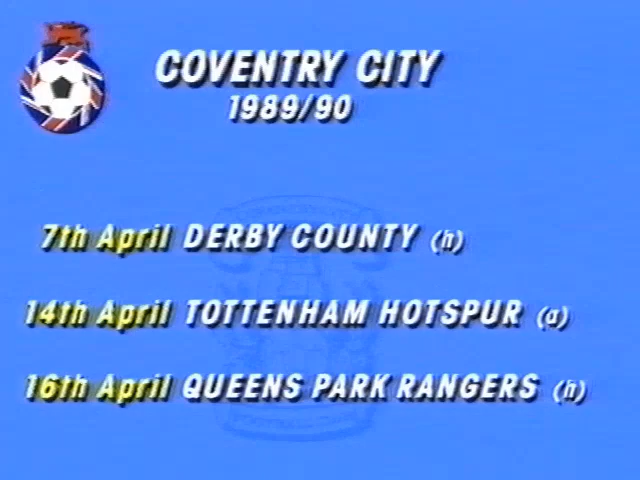 COVENTRY CITY
1989/90
7th April DERBY COUNTY (h)
14th April TOTTENHAM HOTSPUR (a)
16th April QUEENS PARK RANGERS (h)